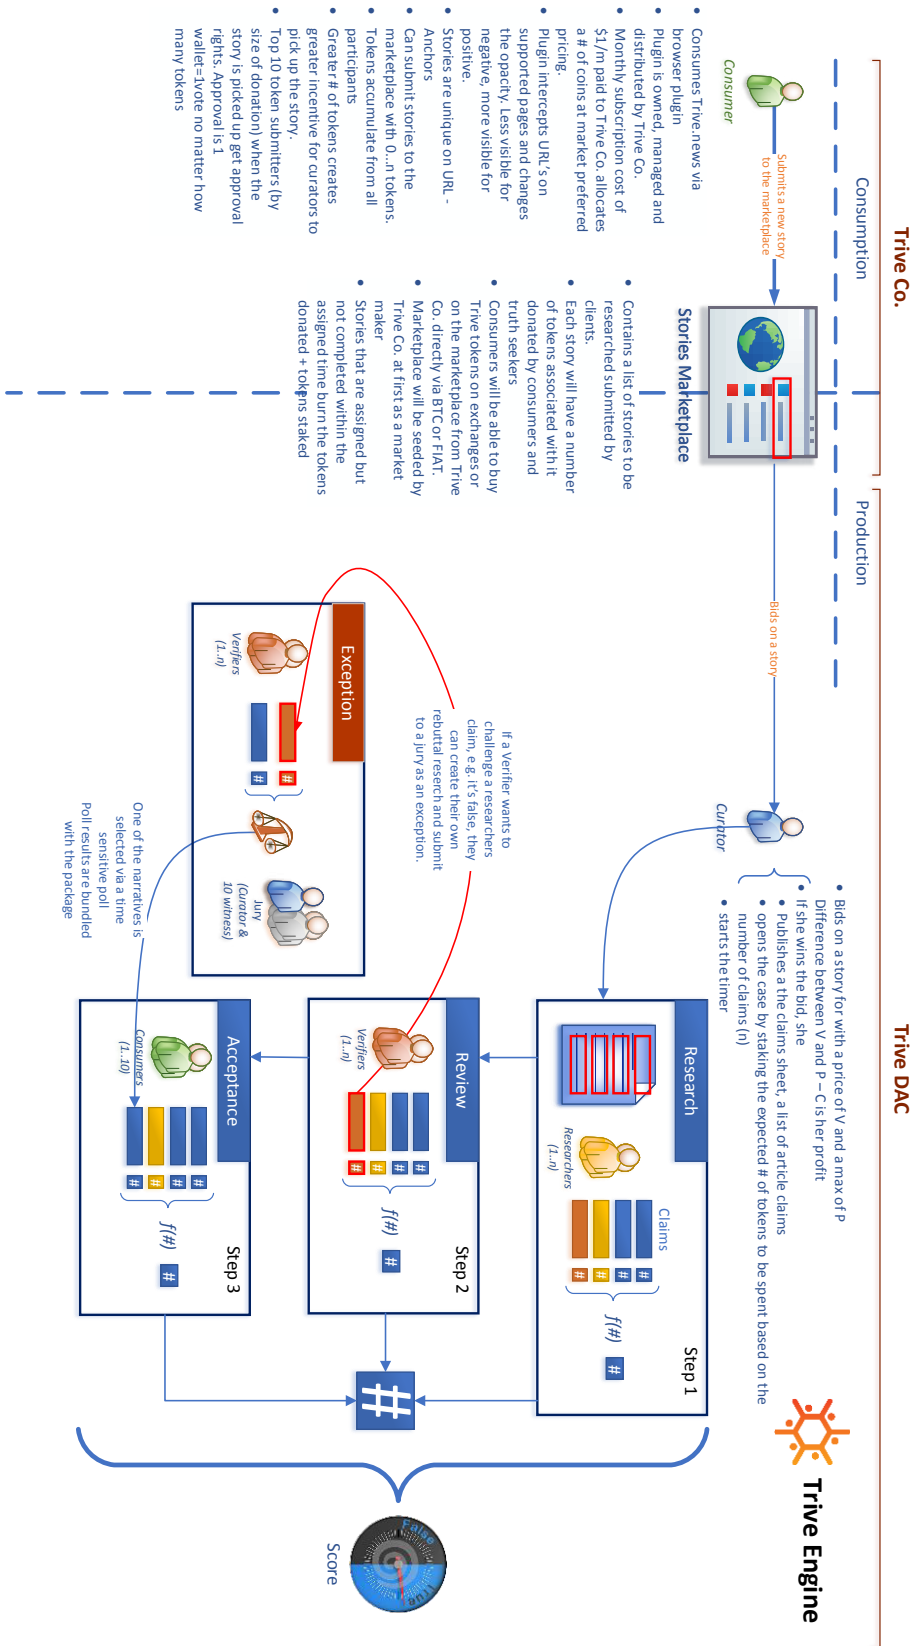 Trive Co.
Trive DAC
Consumption
Production
Trive Engine
Consumer
Submits a new story
to the marketplace
Stories Marketplace
Bids on a story
Curator
• Consumes Trive.news via
browser plugin
• Plugin is owned, managed and
distributed by Trive Co.
• Monthly subscription cost of
$1/m paid to Trive Co. allocates
a # of coins at market preferred
pricing.
• Plugin intercepts URL's on
supported pages and changes
the opacity. Less visible for
negative, more visible for
positive.
• Stories are unique on URL -
Anchors
• Can submit stories to the
marketplace with 0...n tokens.
• Tokens accumulate from all
participants
• Greater # of tokens creates
greater incentive for curators to
pick up the story.
• Top 10 token submitters (by
size of donation) when the
story is picked up get approval
rights. Approval is 1
wallet=1vote no matter how
many tokens
• Contains a list of stories to be
researched submitted by
clients.
• Each story will have a number
of tokens associated with it
donated by consumers and
truth seekers
• Consumers will be able to buy
Trive tokens on exchanges or
on the marketplace from Trive
Co. directly via BTC or FIAT.
• Marketplace will be seeded by
Trive Co. at first as a market
maker
• Stories that are assigned but
not completed within the
assigned time burn the tokens
donated + tokens staked
• Bids on a story for with a price of V and a max of P
Difference between V and P – C is her profit
• If she wins the bid, she
• Publishes a the claims sheet, a list of article claims
• opens the case by staking the expected # of tokens to be spent based on the
number of claims (n)
• starts the timer
Research
Step 1
Researchers
(1..n)
Claims
#
#
#
#
f(#)
#
If a Verifier wants to
challenge a researchers
claim, e.g. it's false, they
can create their own
rebuttal reserch and submit
to a jury as an exception.
Review
Step 2
Verifiers
(1..n)
#
#
#
#
f(#)
#
#
Exception
Verifiers
(1..n)
#
#
Jury
(Curator &
10 witness)
One of the narratives is
selected via a time
sensitive poll
Poll results are bundled
with the package
Acceptance
Step 3
Consumers
(1..10)
#
#
#
#
f(#)
#
False
True
Score